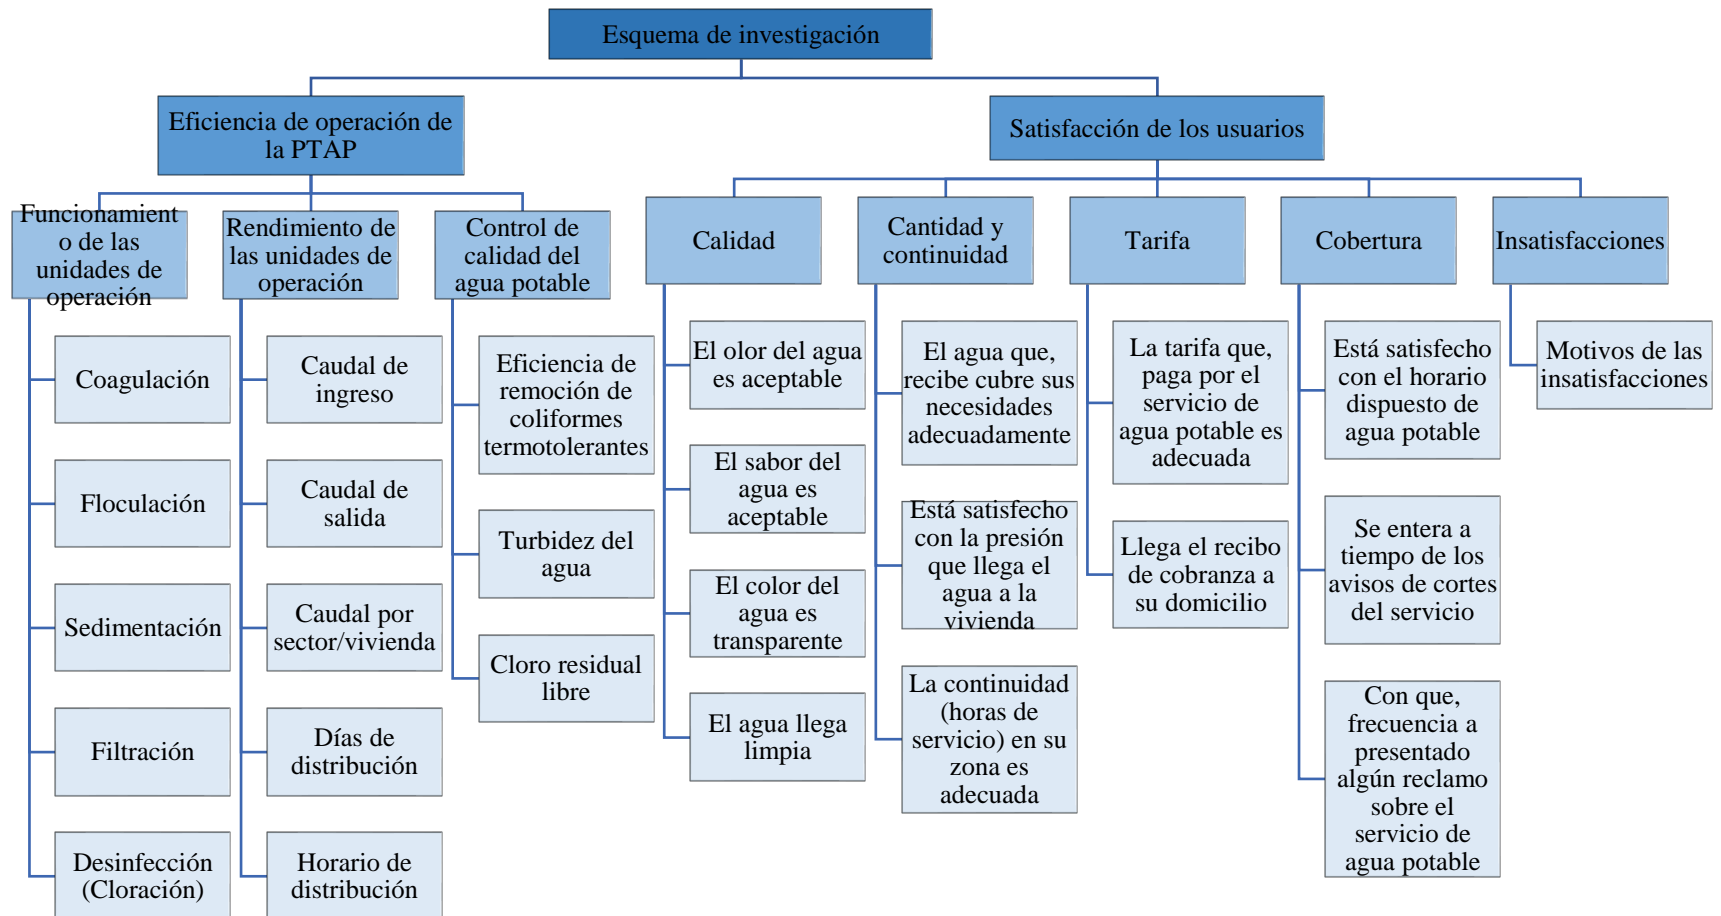 Esquema de investigación
Eficiencia de operación de
la PTAP
Satisfacción de los usuarios
Funcionamient
o de las
unidades de
operación
Rendimiento de
las unidades de
operación
Control de
calidad del
agua potable
Calidad
Cantidad y
continuidad
Tarifa
Cobertura
Insatisfacciones
Coagulación
Floculación
Sedimentación
Filtración
Desinfección
(Cloración)
Caudal de
ingreso
Caudal de
salida
Caudal por
sector/vivienda
Días de
distribución
Horario de
distribución
Eficiencia de
remoción de
coliformes
termotolerantes
Turbidez del
agua
Cloro residual
libre
El olor del agua
es aceptable
El sabor del
agua es
aceptable
El color del
agua es
transparente
El agua llega
limpia
El agua que,
recibe cubre sus
necesidades
adecuadamente
Está satisfecho
con la presión
que llega el
agua a la
vivienda
La continuidad
(horas de
servicio) en su
zona es
adecuada
La tarifa que,
paga por el
servicio de
agua potable es
adecuada
Llega el recibo
de cobranza a
su domicilio
Está satisfecho
con el horario
dispuesto de
agua potable
Se entera a
tiempo de los
avisos de cortes
del servicio
Con que,
frecuencia a
presentado
algún reclamo
sobre el
servicio de
agua potable
Motivos de las
insatisfacciones